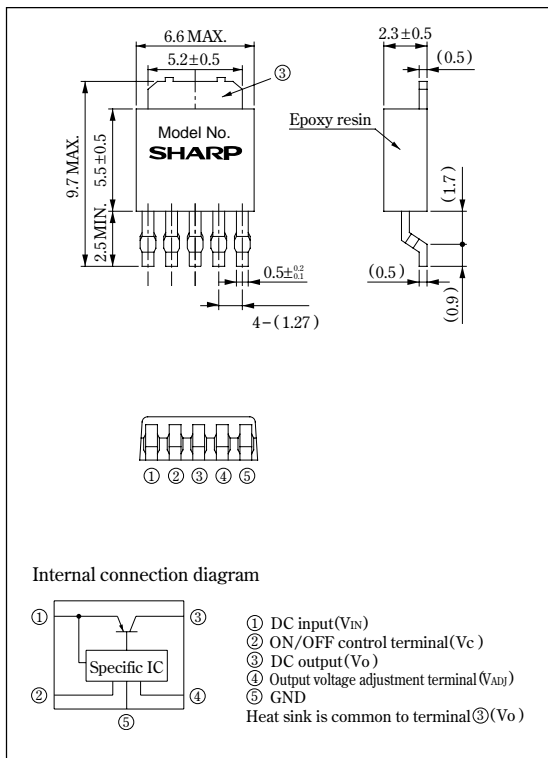 6.6 MAX.
5.2±0.5
③
9.7 MAX.
5.5±0.5
2.5 MIN.
Model No.
SHARP
0.5±0.2 0.1
4–(1.27)
2.3±0.5
(0.5)
Epoxy resin
(1.7)
(0.5)
(0.9)
① ② ③ ④ ⑤
Internal connection diagram
①
③
Specific IC
②
④
⑤
① DC input(VIN)
② ON/OFF control terminal(Vc)
③ DC output(Vo)
④ Output voltage adjustment terminal(VADJ)
⑤ GND
Heat sink is common to terminal③(Vo)